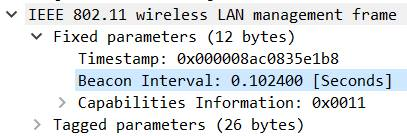 IEEE 802.11 wireless LAN management frame
Fixed parameters (12 bytes)
Timestamp: 0x000008ac0835e1b8
Beacon Interval: 0.102400 [Seconds]
Capabilities Information: 0x0011
Tagged parameters (26 bytes)